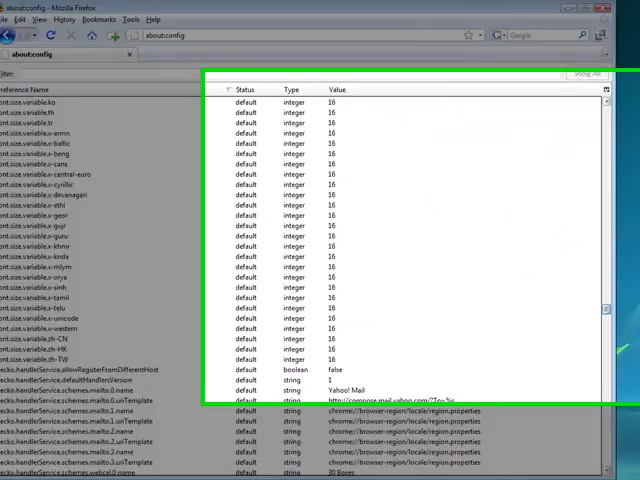 about:config - Mozilla Firefox
File Edit View History Bookmarks Tools Help
about:config Google
about:config
Filter: Show All
Preference Name Status Type Value
font.size.variable.ko default integer 16
font.size.variable.th default integer 16
font.size.variable.tr default integer 16
font.size.variable.x-armn default integer 16
font.size.variable.x-baltic default integer 16
font.size.variable.x-beng default integer 16
font.size.variable.x-cans default integer 16
font.size.variable.x-central-euro default integer 16
font.size.variable.x-cyrillic default integer 16
font.size.variable.x-devanagari default integer 16
font.size.variable.x-ethi default integer 16
font.size.variable.x-geor default integer 16
font.size.variable.x-gujr default integer 16
font.size.variable.x-guru default integer 16
font.size.variable.x-khmr default integer 16
font.size.variable.x-knda default integer 16
font.size.variable.x-mlym default integer 16
font.size.variable.x-orya default integer 16
font.size.variable.x-sinh default integer 16
font.size.variable.x-tamil default integer 16
font.size.variable.x-telu default integer 16
font.size.variable.x-unicode default integer 16
font.size.variable.x-western default integer 16
font.size.variable.zh-CN default integer 16
font.size.variable.zh-HK default integer 16
font.size.variable.zh-TW default integer 16
gecko.handlerService.allowRegisterFromDifferentHost default boolean false
gecko.handlerService.defaultHandlersVersion default string 1
gecko.handlerService.schemes.mailto.0.name default string Yahoo! Mail
gecko.handlerService.schemes.mailto.0.uriTemplate default string http://compose.mail.yahoo.com/?To=%s
gecko.handlerService.schemes.mailto.1.name default string chrome://browser-region/locale/region.properties
gecko.handlerService.schemes.mailto.1.uriTemplate default string chrome://browser-region/locale/region.properties
gecko.handlerService.schemes.mailto.2.name default string chrome://browser-region/locale/region.properties
gecko.handlerService.schemes.mailto.2.uriTemplate default string chrome://browser-region/locale/region.properties
gecko.handlerService.schemes.mailto.3.name default string chrome://browser-region/locale/region.properties
gecko.handlerService.schemes.mailto.3.uriTemplate default string chrome://browser-region/locale/region.properties
gecko.handlerService.schemes.webcal.0.name default string 30 Boxes